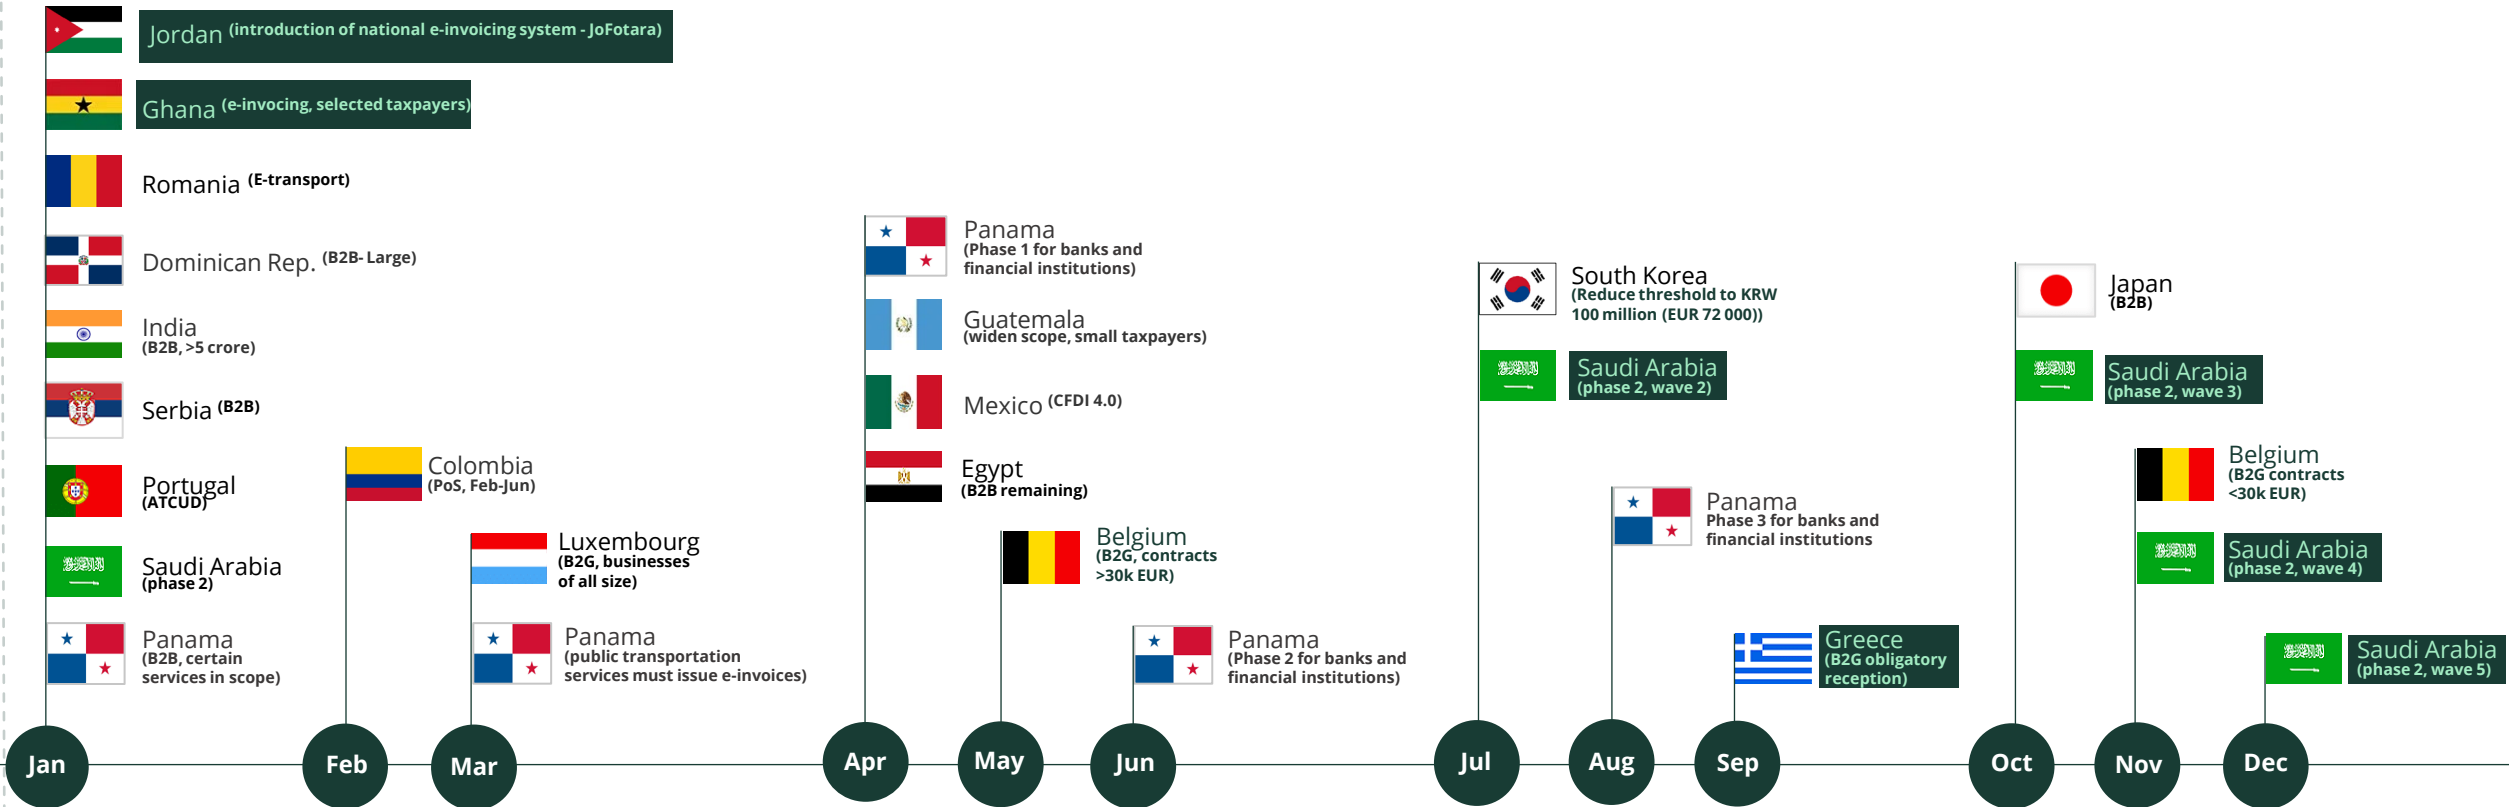 Jordan (introduction of national e-invoicing system - JoFotara)
Ghana (e-invocing, selected taxpayers)
Romania (E-transport)
Dominican Rep. (B2B- Large)
India
(B2B, >5 crore)
Serbia (B2B)
Portugal
(ATCUD)
Saudi Arabia
(phase 2)
Panama
(B2B, certain
services in scope)
Colombia
(PoS, Feb-Jun)
Luxembourg
(B2G, businesses
of all size)
Panama
(public transportation
services must issue e-invoices)
Panama
(Phase 1 for banks and
financial institutions)
Guatemala
(widen scope, small taxpayers)
Mexico (CFDI 4.0)
Egypt
(B2B remaining)
Belgium
(B2G, contracts
>30k EUR)
Panama
(Phase 2 for banks and
financial institutions)
South Korea
(Reduce threshold to KRW
100 million (EUR 72 000))
Saudi Arabia
(phase 2, wave 2)
Panama
Phase 3 for banks and
financial institutions
Greece
(B2G obligatory
reception)
Japan
(B2B)
Saudi Arabia
(phase 2, wave 3)
Belgium
(B2G contracts
<30k EUR)
Saudi Arabia
(phase 2, wave 4)
Saudi Arabia
(phase 2, wave 5)
Jan
Feb
Mar
Apr
May
Jun
Jul
Aug
Sep
Oct
Nov
Dec